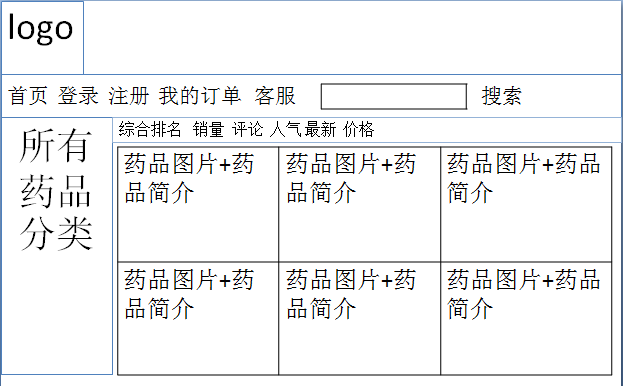 logo
首页 登录 注册 我的订单 客服 搜索
综合排名 销量 评论 人气 最新 价格
所有
药品
分类
药品图片+药
品简介
药品图片+药
品简介
药品图片+药品
简介
药品图片+药
品简介
药品图片+药
品简介
药品图片+药品
简介